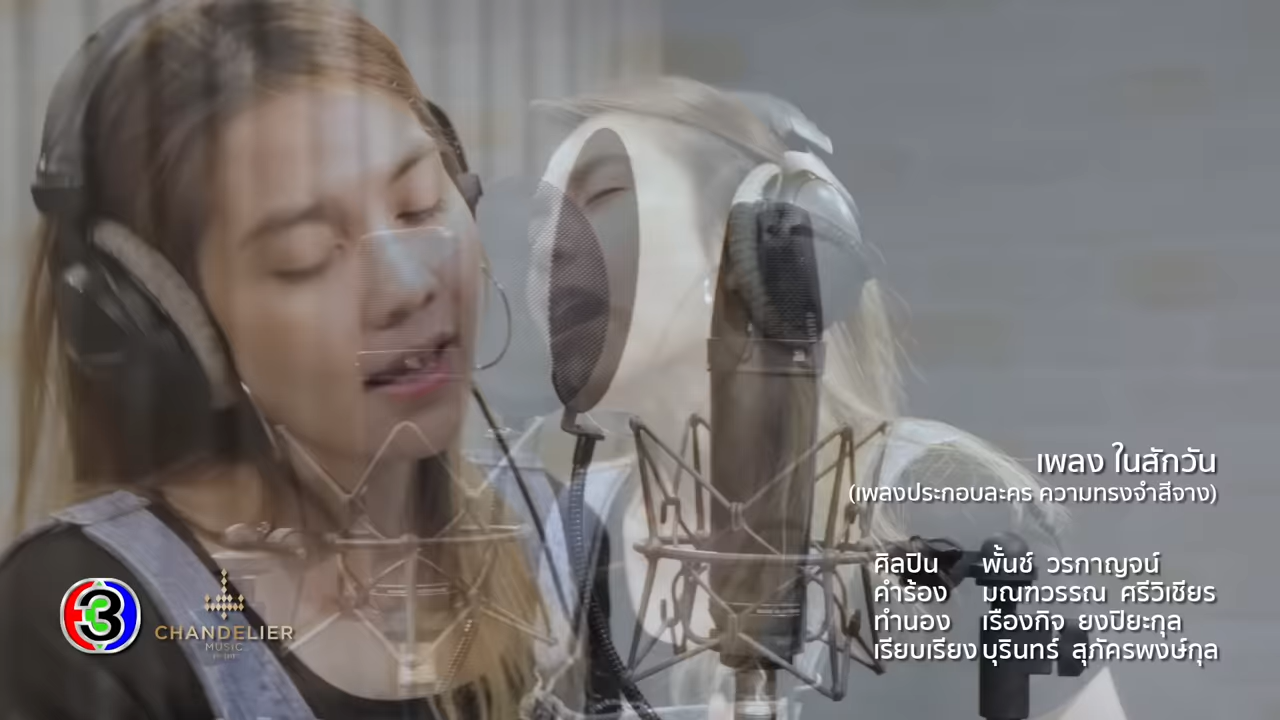 เพลง ในสักวัน
(เพลงประกอบละคร ความทรงจำสีจาง)
ศิลปิน พั้นช์ วรกาญจน์
คำร้อง มณฑวรรณ ศรีวิเชียร
ทำนอง เรืองกิจ ยงปิยะกุล
เรียบเรียง บุรินทร์ สุภัครพงษ์กุล
3
CHANDELIER
MUSIC